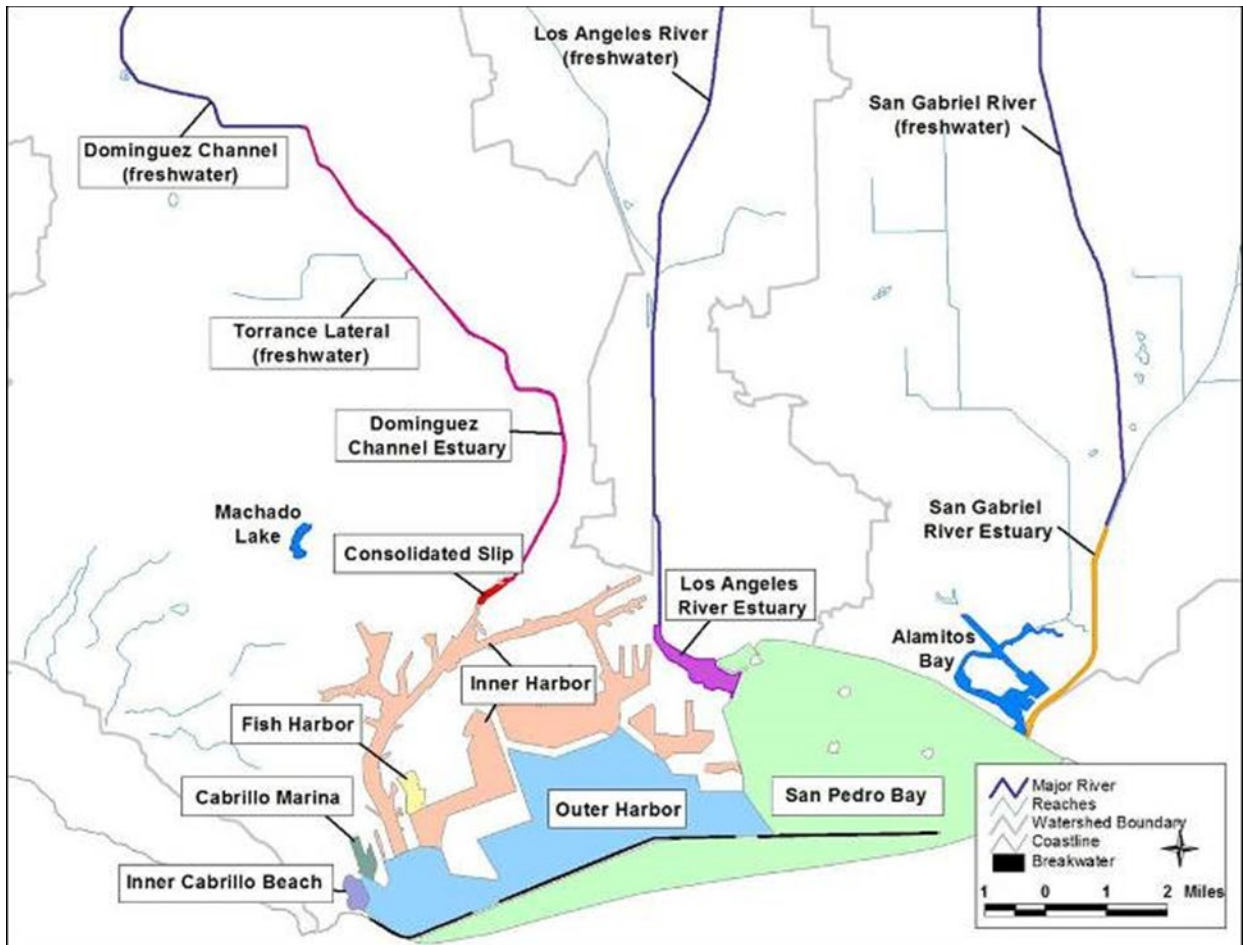 Los Angeles River
(freshwater)
San Gabriel River
(freshwater)
Dominguez Channel
(freshwater)
Torrance Lateral
(freshwater)
Dominguez
Channel Estuary
Machado
Lake
San Gabriel
River Estuary
Consolidated Slip
Los Angeles
River Estuary
Alamitos
Bay
Inner Harbor
Fish Harbor
Cabrillo Marina
Outer Harbor
San Pedro Bay
Inner Cabrillo Beach
Major River
Reaches
Watershed Boundary
Coastline
Breakwater
1 0 1 2 Miles